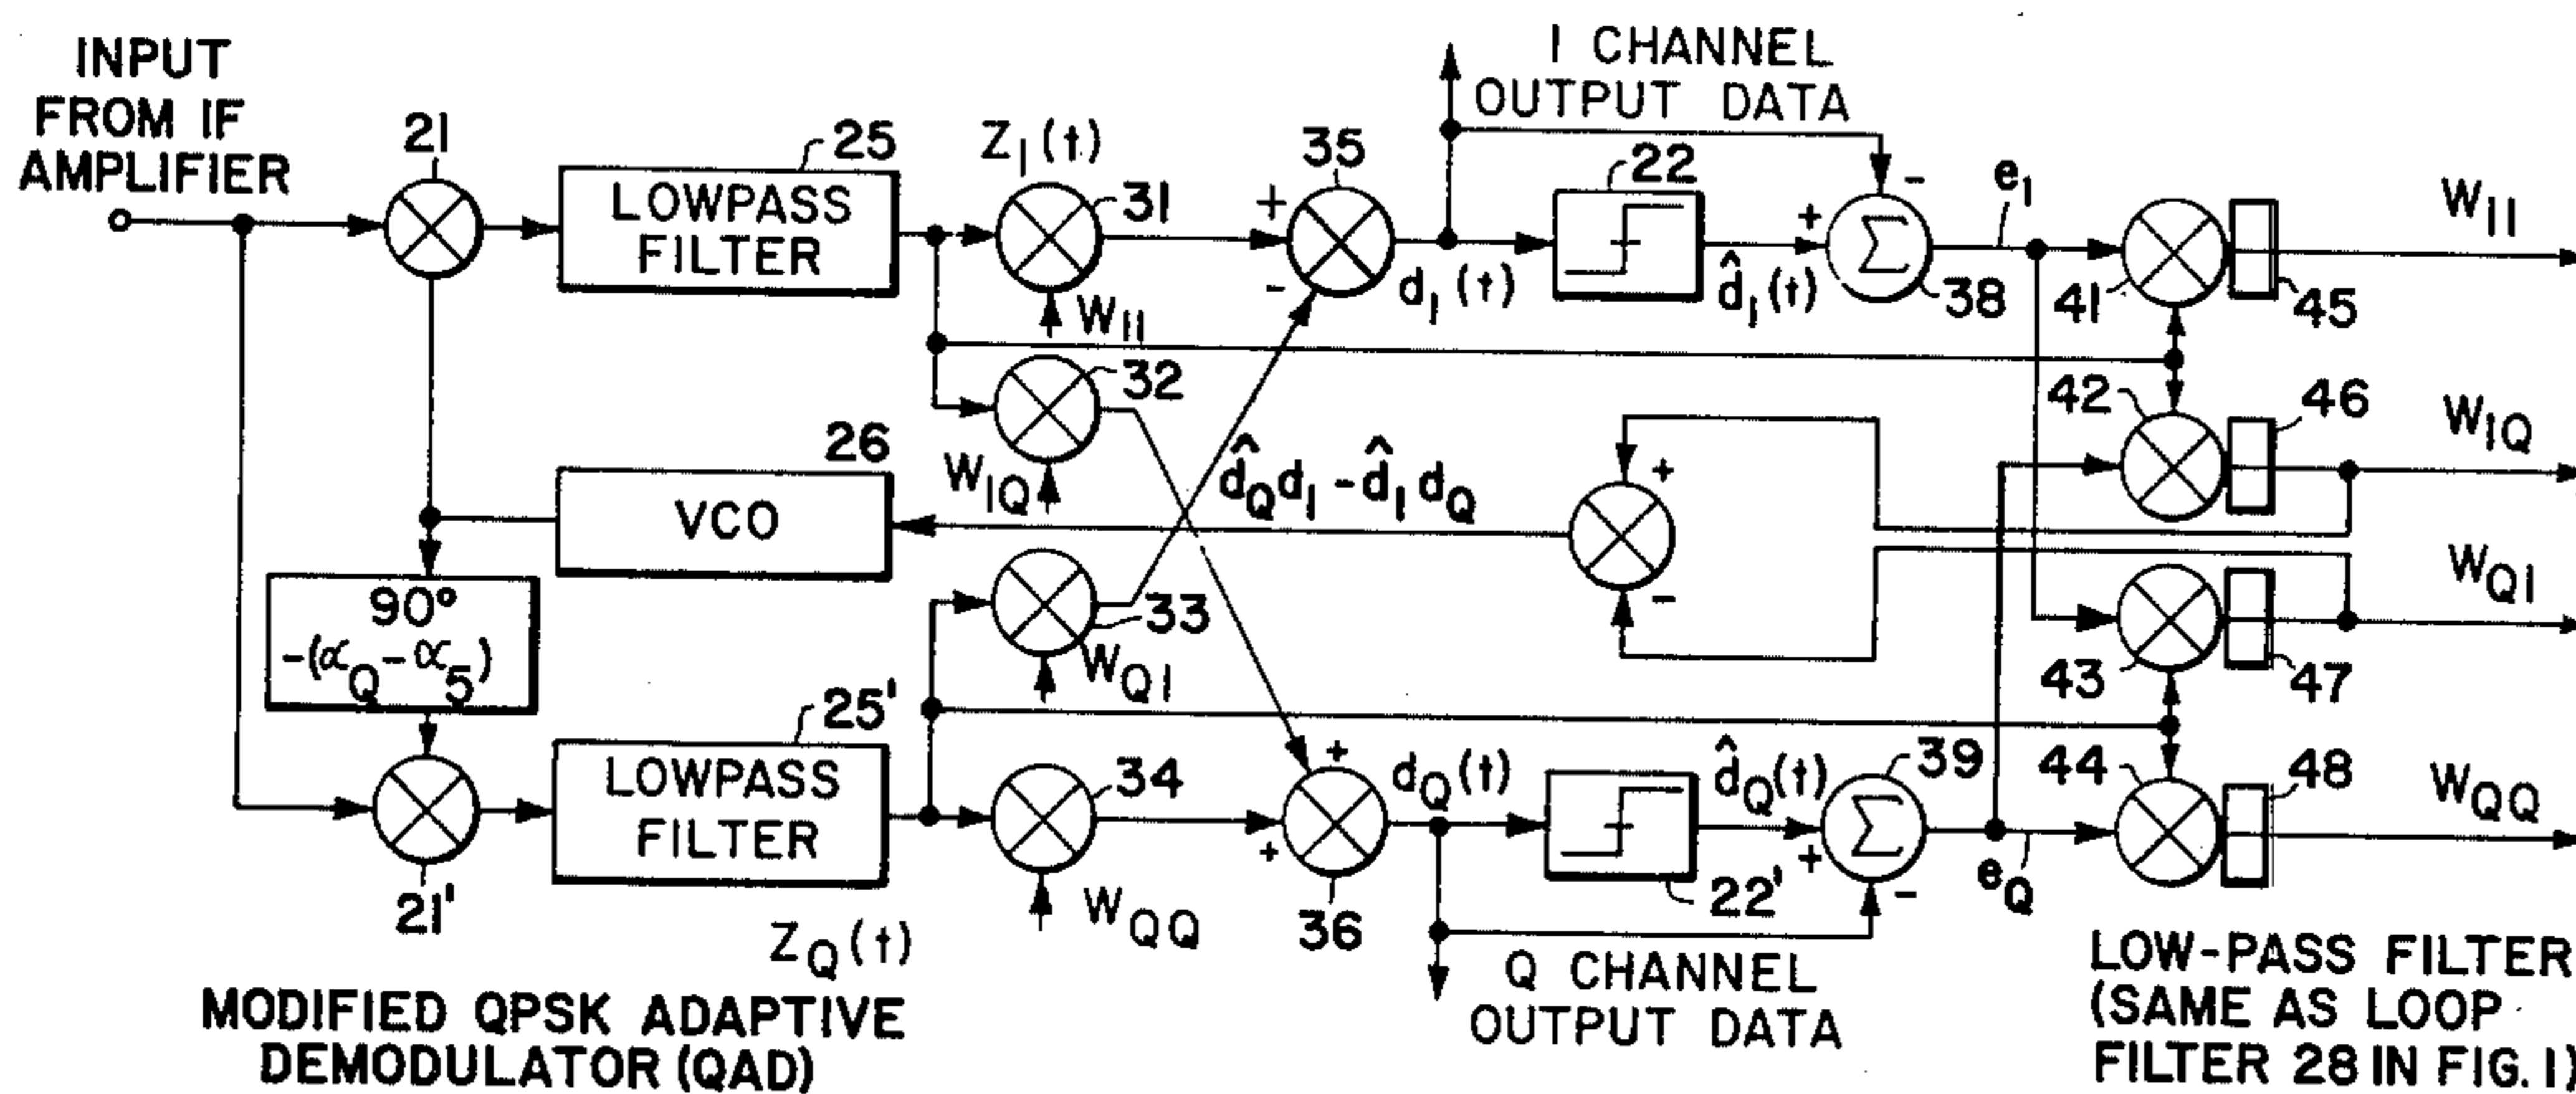 INPUT
FROM IF
AMPLIFIER
21
LOWPASS
FILTER
25
Z_I(t)
31
W_II
32
W_IQ
35
+
-
d_I(t)
I CHANNEL
OUTPUT DATA
22
d̂_I(t)
+
-
Σ
38
e_I
41
45
W_II
42
46
W_IQ
26
VCO
d̂_Q d_I - d̂_I d_Q
+
-
90°
-(α_Q - α_5)
33
W_QI
43
47
W_QI
21'
LOWPASS
FILTER
25'
Z_Q(t)
34
W_QQ
+
+
36
d_Q(t)
22'
d̂_Q(t)
+
-
Σ
39
e_Q
44
48
W_QQ
Q CHANNEL
OUTPUT DATA
LOW-PASS FILTER
(SAME AS LOOP
FILTER 28 IN FIG. 1)
MODIFIED QPSK ADAPTIVE
DEMODULATOR (QAD)